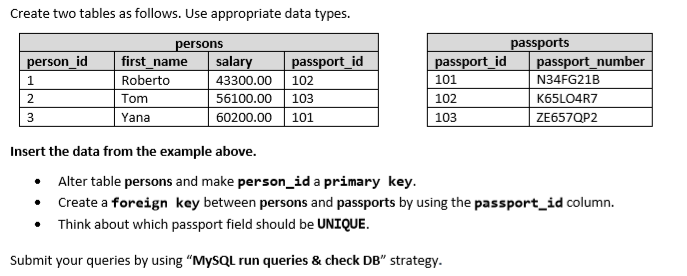 Create two tables as follows. Use appropriate data types.
persons
passports
person_id first_name salary passport_id
passport_id passport_number
1 Roberto 43300.00 102
101 N34FG21B
2 Tom 56100.00 103
102 K65LO4R7
3 Yana 60200.00 101
103 ZE657QP2
Insert the data from the example above.
• Alter table persons and make person_id a primary key.
• Create a foreign key between persons and passports by using the passport_id column.
• Think about which passport field should be UNIQUE.
Submit your queries by using “MySQL run queries & check DB” strategy.